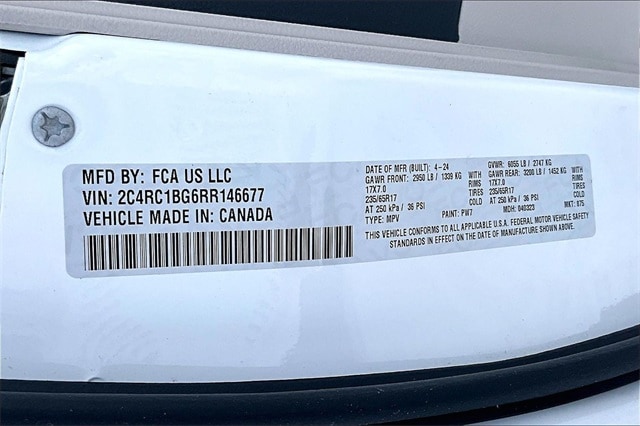 MFD BY: FCA US LLC
VIN: 2C4RC1BG6RR146677
VEHICLE MADE IN: CANADA
DATE OF MFR (BUILT): 4-24 GVWR: 6055 LB / 2747 KG
GAWR FRONT: 2950 LB / 1339 KG WITH GAWR REAR: 3200 LB / 1452 KG WITH
17X7.0 RIMS 17X7.0 RIMS
235/65R17 TIRES 235/65R17 TIRES
AT 250 kPa / 36 PSI COLD AT 250 kPa / 36 PSI COLD
TYPE: MPV PAINT: PW7 MDH: 040323 MKT: 875
THIS VEHICLE CONFORMS TO ALL APPLICABLE U.S.A. FEDERAL MOTOR VEHICLE SAFETY
STANDARDS IN EFFECT ON THE DATE OF MANUFACTURE SHOWN ABOVE.